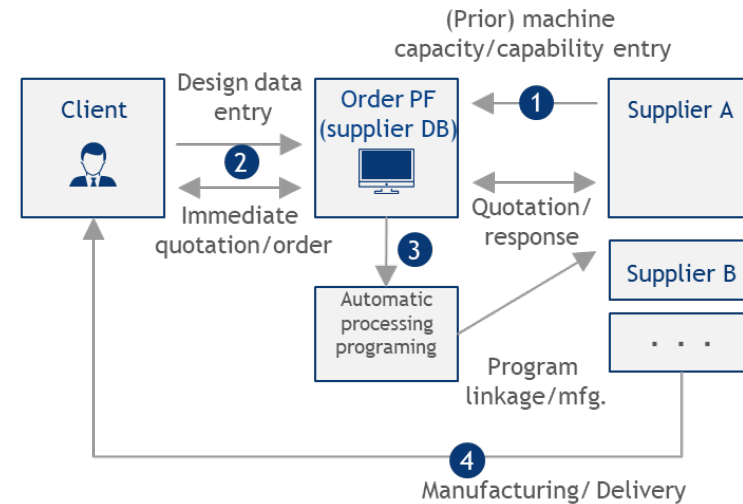 (Prior) machine
capacity/capability entry
Client
Design data
entry
Order PF
(supplier DB)
1
Supplier A
2
Immediate
quotation/order
Quotation/
response
3
Supplier B
Automatic
processing
programing
. . .
Program
linkage/mfg.
4
Manufacturing/ Delivery